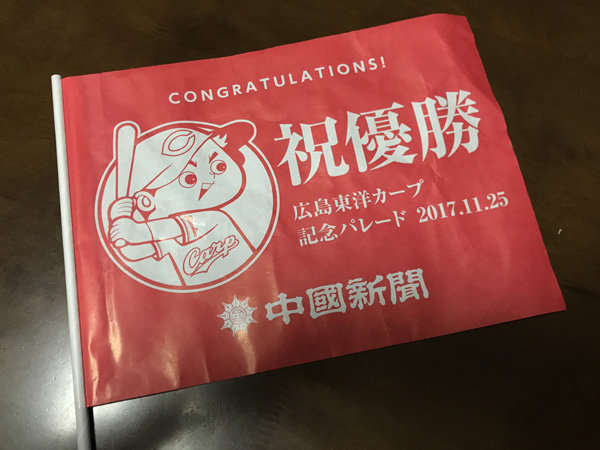 CONGRATULATIONS!
祝優勝
広島東洋カープ
記念パレード 2017.11.25
C
Carp
中國新聞